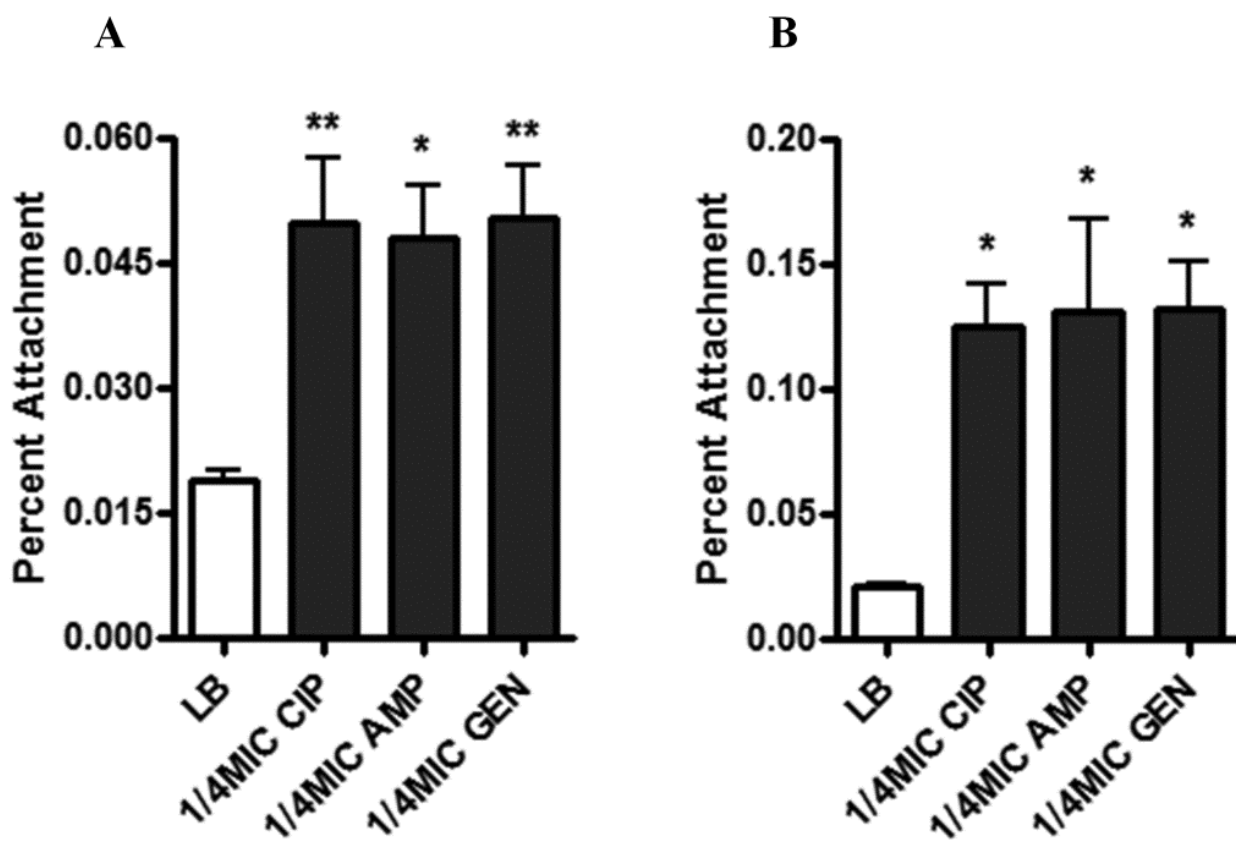 A
Percent Attachment
0.060
0.045
0.030
0.015
0.000
**
*
**
LB
1/4MIC CIP
1/4MIC AMP
1/4MIC GEN
B
Percent Attachment
0.20
0.15
0.10
0.05
0.00
*
*
*
LB
1/4MIC CIP
1/4MIC AMP
1/4MIC GEN